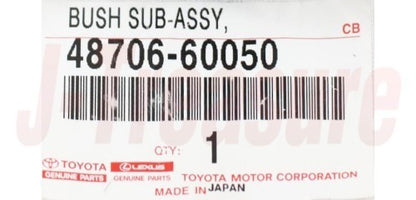 BUSH SUB-ASSY,
CB
48706-60050
QTY: 1
TOYOTA LEXUS
GENUINE PARTS GENUINE PARTS TOYOTA MOTOR CORPORATION
MADE IN JAPAN
J-Treasure